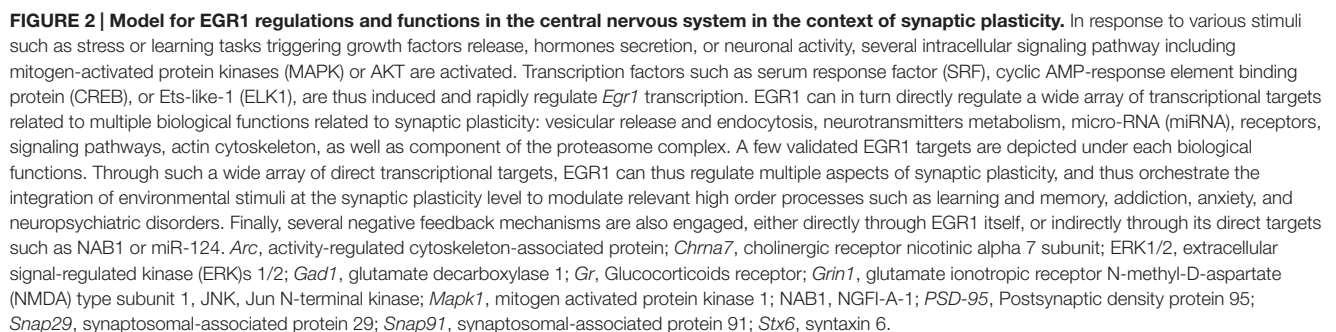 FIGURE 2 | Model for EGR1 regulations and functions in the central nervous system in the context of synaptic plasticity. In response to various stimuli
such as stress or learning tasks triggering growth factors release, hormones secretion, or neuronal activity, several intracellular signaling pathway including
mitogen-activated protein kinases (MAPK) or AKT are activated. Transcription factors such as serum response factor (SRF), cyclic AMP-response element binding
protein (CREB), or Ets-like-1 (ELK1), are thus induced and rapidly regulate Egr1 transcription. EGR1 can in turn directly regulate a wide array of transcriptional targets
related to multiple biological functions related to synaptic plasticity: vesicular release and endocytosis, neurotransmitters metabolism, micro-RNA (miRNA), receptors,
signaling pathways, actin cytoskeleton, as well as component of the proteasome complex. A few validated EGR1 targets are depicted under each biological
functions. Through such a wide array of direct transcriptional targets, EGR1 can thus regulate multiple aspects of synaptic plasticity, and thus orchestrate the
integration of environmental stimuli at the synaptic plasticity level to modulate relevant high order processes such as learning and memory, addiction, anxiety, and
neuropsychiatric disorders. Finally, several negative feedback mechanisms are also engaged, either directly through EGR1 itself, or indirectly through its direct targets
such as NAB1 or miR-124. Arc, activity-regulated cytoskeleton-associated protein; Chrna7, cholinergic receptor nicotinic alpha 7 subunit; ERK1/2, extracellular
signal-regulated kinase (ERK)s 1/2; Gad1, glutamate decarboxylase 1; Gr, Glucocorticoids receptor; Grin1, glutamate ionotropic receptor N-methyl-D-aspartate
(NMDA) type subunit 1, JNK, Jun N-terminal kinase; Mapk1, mitogen activated protein kinase 1; NAB1, NGFI-A-1; PSD-95, Postsynaptic density protein 95;
Snap29, synaptosomal-associated protein 29; Snap91, synaptosomal-associated protein 91; Stx6, syntaxin 6.